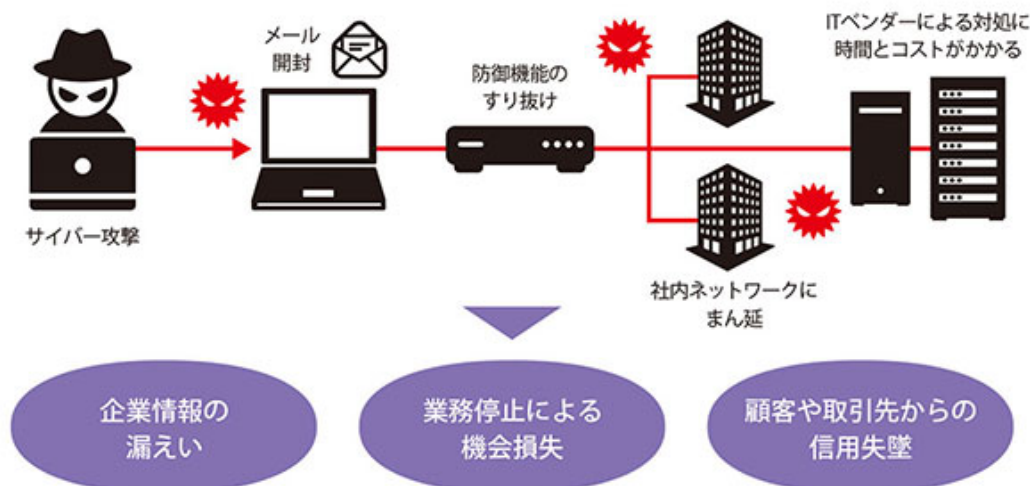 サイバー攻撃
メール
開封
防御機能の
すり抜け
社内ネットワークに
まん延
ITベンダーによる対処に
時間とコストがかかる
企業情報の
漏えい
業務停止による
機会損失
顧客や取引先からの
信用失墜